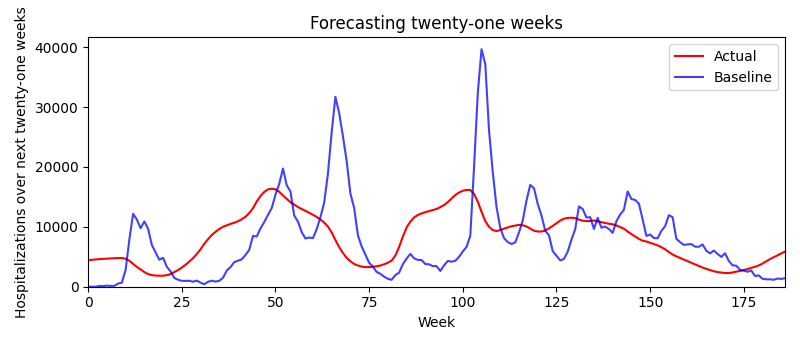 Forecasting twenty-one weeks
Hospitalizations over next twenty-one weeks
40000
30000
20000
10000
0
Actual
Baseline
0 25 50 75 100 125 150 175
Week